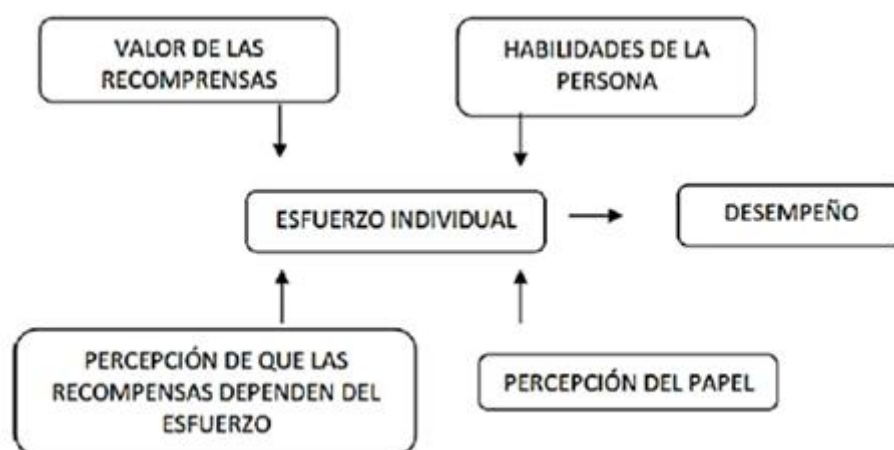 VALOR DE LAS
RECOMPRENSAS
HABILIDADES DE LA
PERSONA
ESFUERZO INDIVIDUAL
DESEMPEÑO
PERCEPCIÓN DE QUE LAS
RECOMPENSAS DEPENDEN DEL
ESFUERZO
PERCEPCIÓN DEL PAPEL